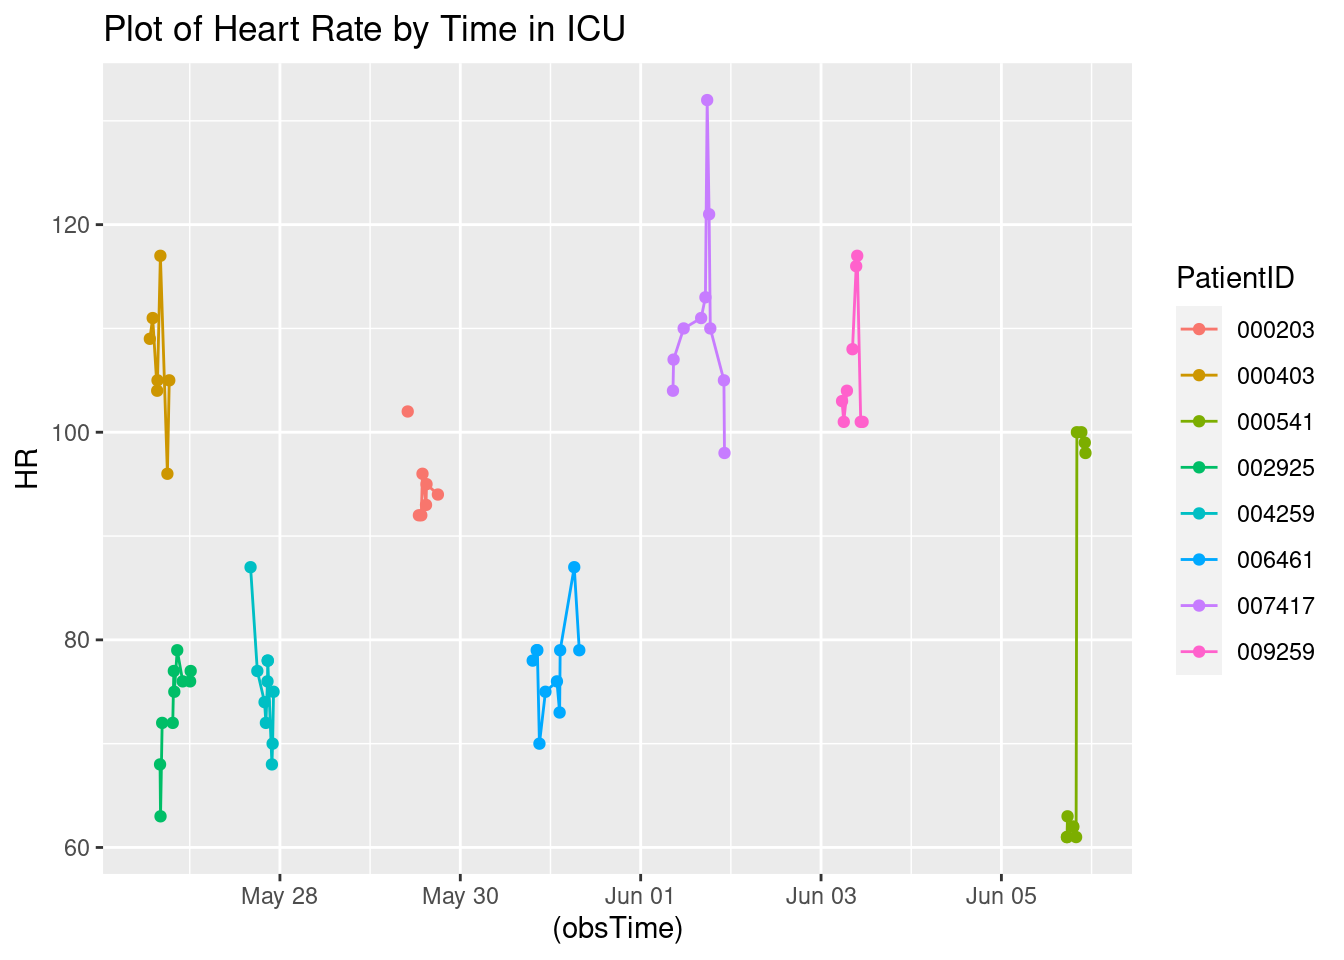 Plot of Heart Rate by Time in ICU
HR
120
100
80
60
May 28
May 30
Jun 01
Jun 03
Jun 05
(obsTime)
PatientID
000203
000403
000541
002925
004259
006461
007417
009259